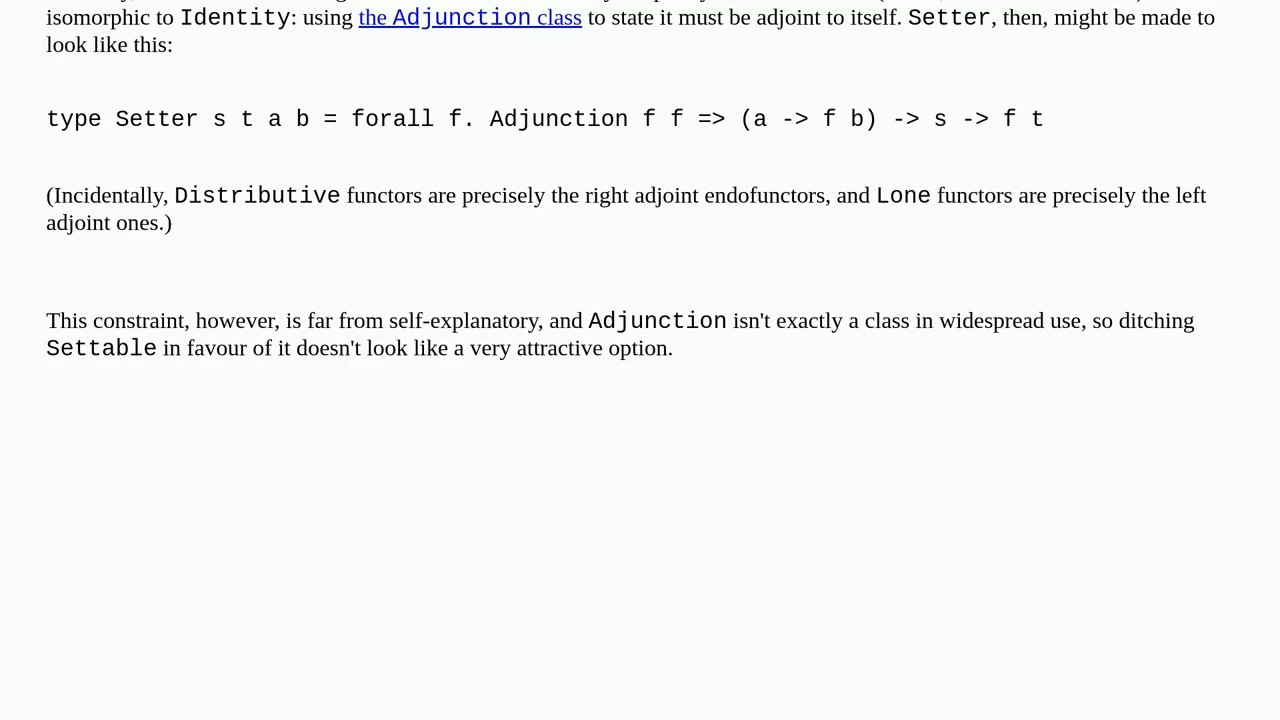 isomorphic to Identity: using the Adjunction class to state it must be adjoint to itself. Setter, then, might be made to
look like this:
type Setter s t a b = forall f. Adjunction f f => (a -> f b) -> s -> f t
(Incidentally, Distributive functors are precisely the right adjoint endofunctors, and Lone functors are precisely the left
adjoint ones.)
This constraint, however, is far from self-explanatory, and Adjunction isn't exactly a class in widespread use, so ditching
Settable in favour of it doesn't look like a very attractive option.